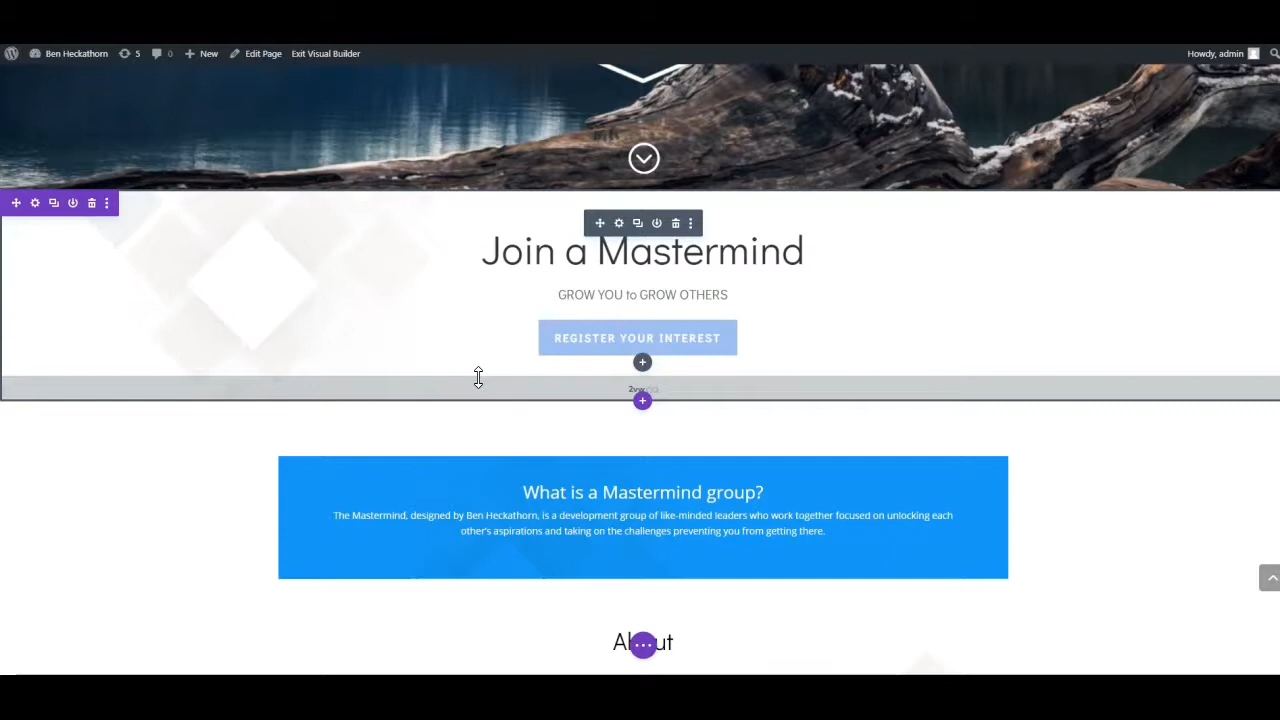 Ben Heckathorn 5 0 New Edit Page Exit Visual Builder Howdy, admin
Join a Mastermind
GROW YOU to GROW OTHERS
REGISTER YOUR INTEREST
What is a Mastermind group?
The Mastermind, designed by Ben Heckathorn, is a development group of like-minded leaders who work together focused on unlocking each
other's aspirations and taking on the challenges preventing you from getting there.